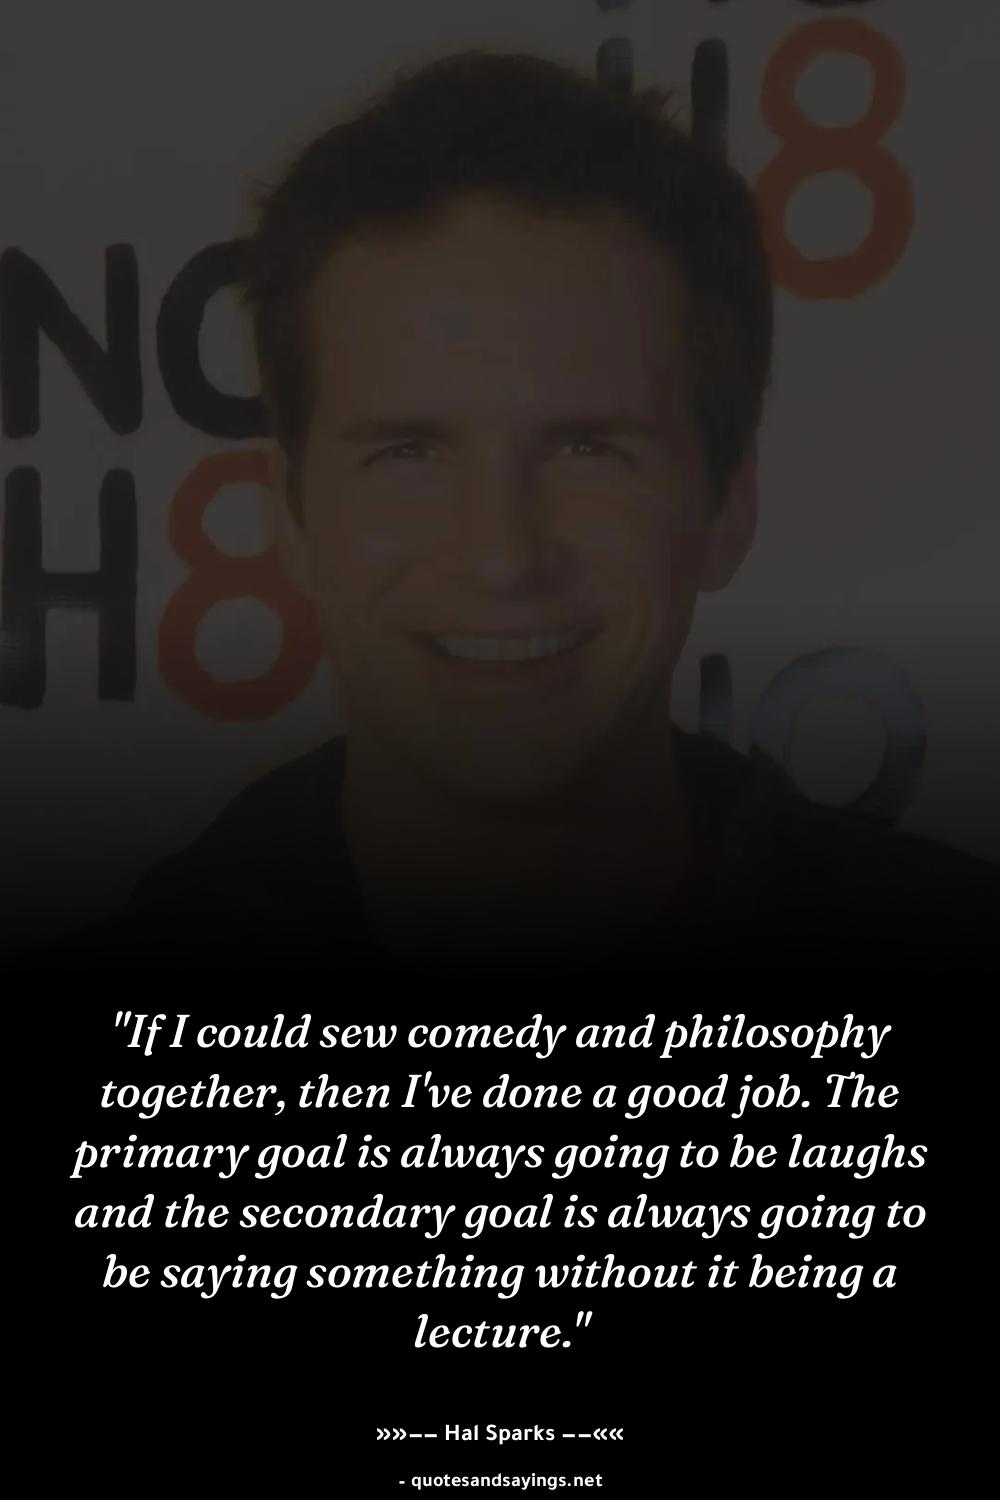 H8
NO
H8
NO
"If I could sew comedy and philosophy
together, then I've done a good job. The
primary goal is always going to be laughs
and the secondary goal is always going to
be saying something without it being a
lecture."
»»–– Hal Sparks ––««
- quotesandsayings.net